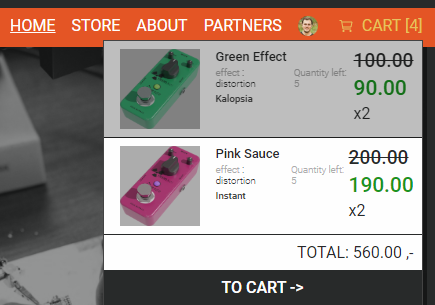 HOME STORE ABOUT PARTNERS CART [4]
Green Effect
effect :
distortion
Kalopsia
Quantity left:
5
100.00
90.00
x2
Pink Sauce
effect :
distortion
Instant
Quantity left:
5
200.00
190.00
x2
TOTAL: 560.00 ,-
TO CART ->